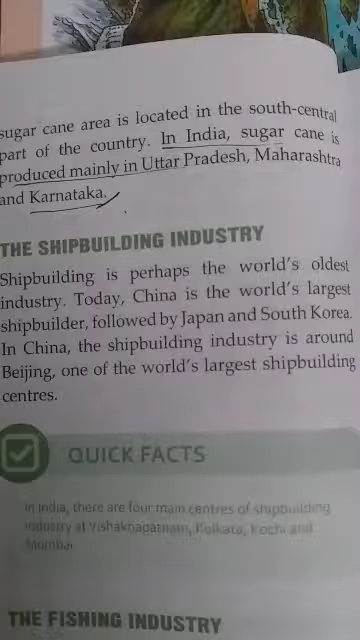 sugar cane area is located in the south-central
part of the country. In India, sugar cane is
produced mainly in Uttar Pradesh, Maharashtra
and Karnataka.
THE SHIPBUILDING INDUSTRY
Shipbuilding is perhaps the world's oldest
industry. Today, China is the world's largest
shipbuilder, followed by Japan and South Korea.
In China, the shipbuilding industry is around
Beijing, one of the world's largest shipbuilding
centres.
QUICK FACTS
In India, there are four main centres of shipbuilding
industry at Vishakhapatnam, Kolkata, Kochi and
Mumbai
THE FISHING INDUSTRY